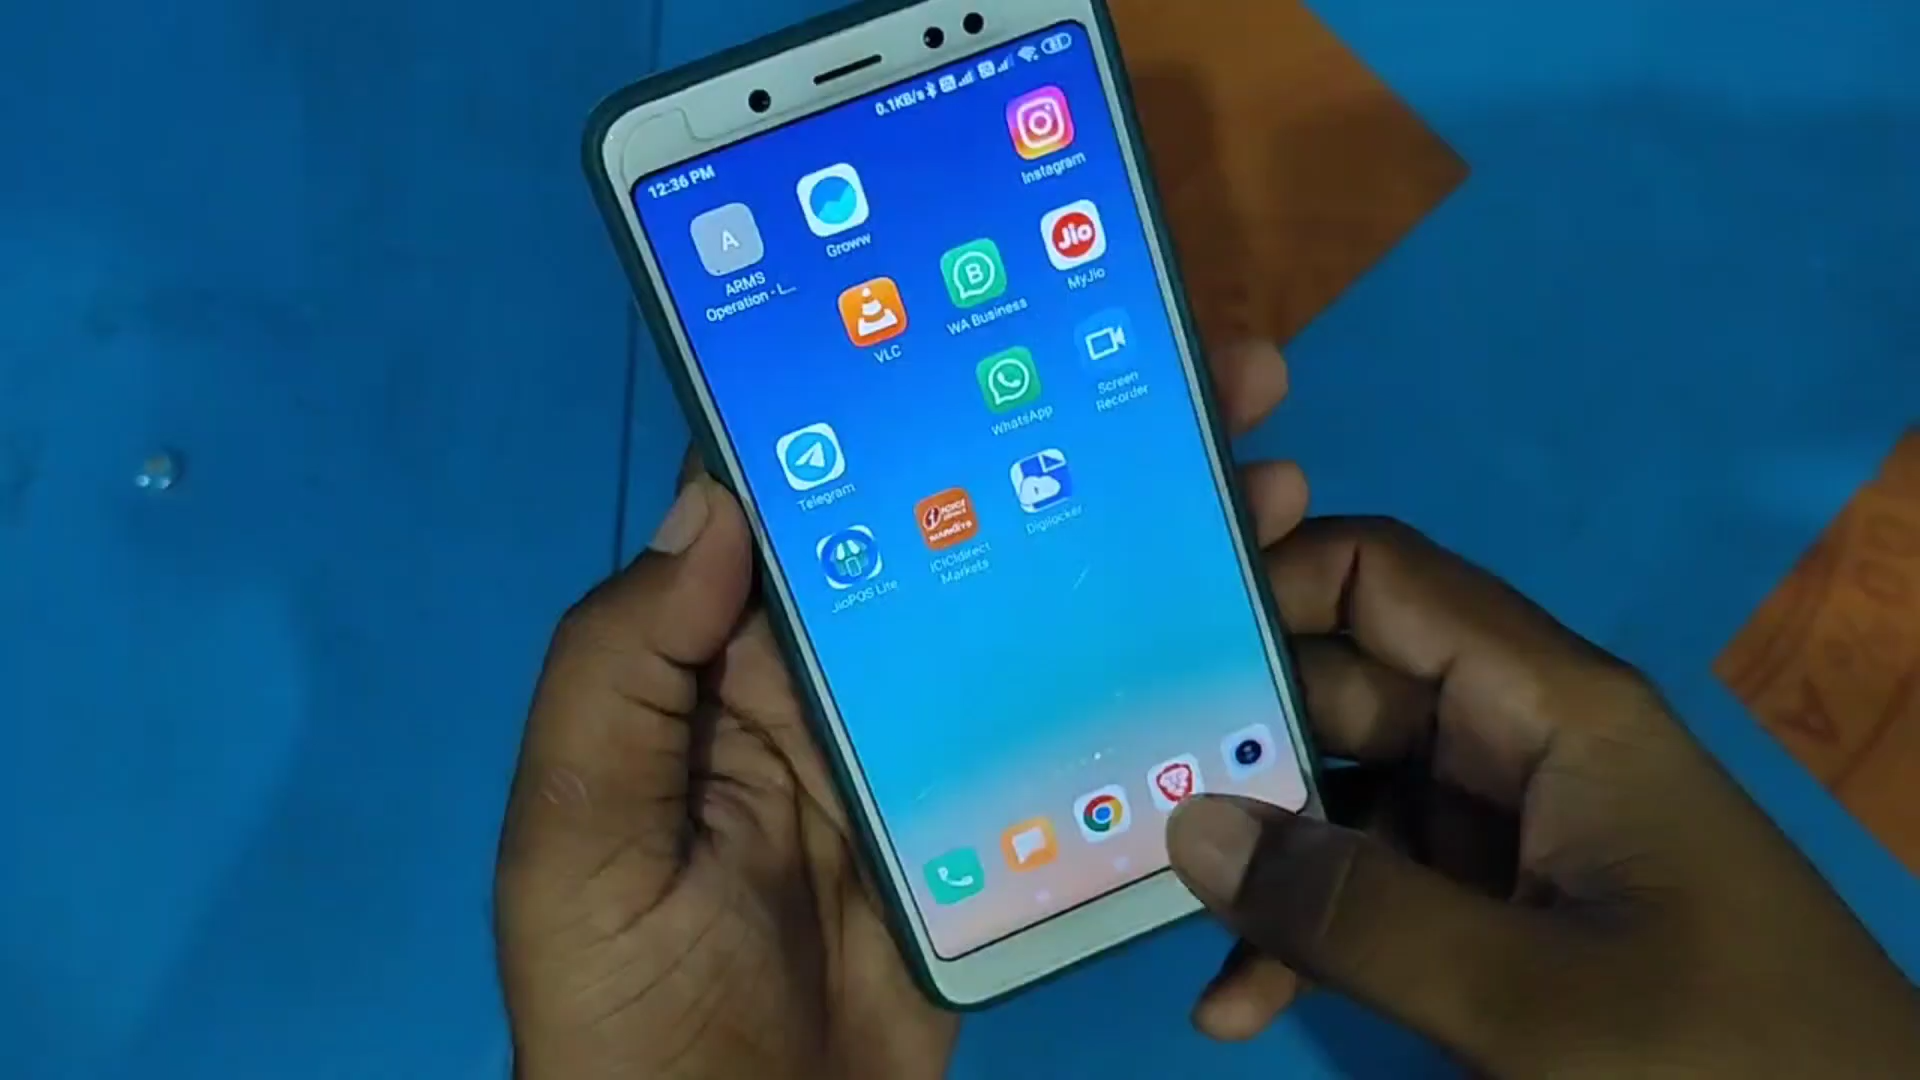 12:36 PM
0.1KB/s
A
ARMS
Operation - L...
Groww
Instagram
VLC
B
WA Business
Jio
MyJio
WhatsApp
Screen
Recorder
Telegram
JioPOS Lite
MARKETS
ICICIdirect
Markets
Digilocker